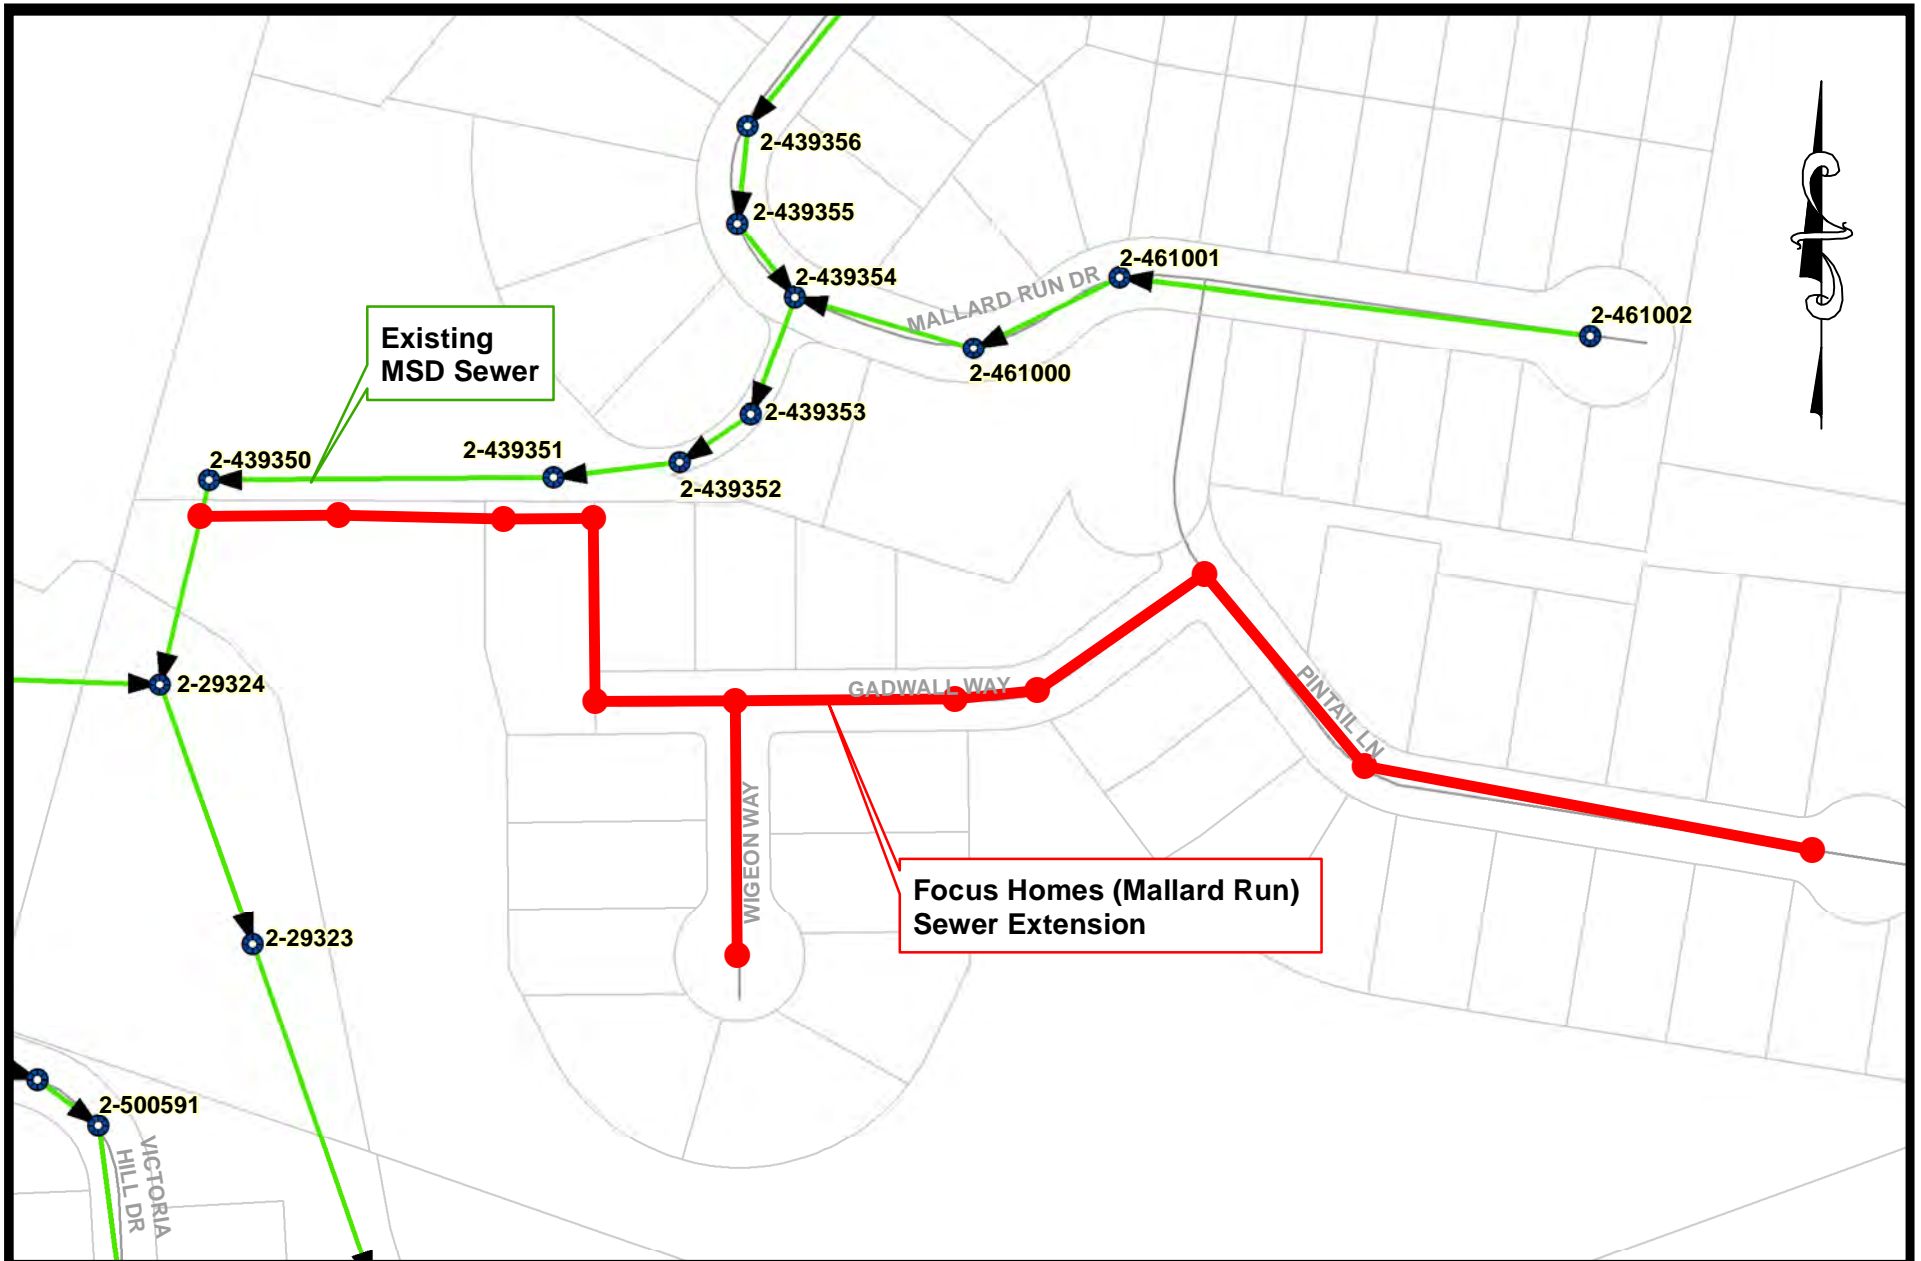 2-439356
2-439355
2-439354
2-461001
MALLARD RUN DR
2-461002
2-461000
Existing
MSD Sewer
2-439353
2-439351
2-439350
2-439352
2-29324
GADWALL WAY
PINTAIL LN
WIGEON WAY
Focus Homes (Mallard Run)
Sewer Extension
2-29323
2-500591
VICTORIA
HILL DR